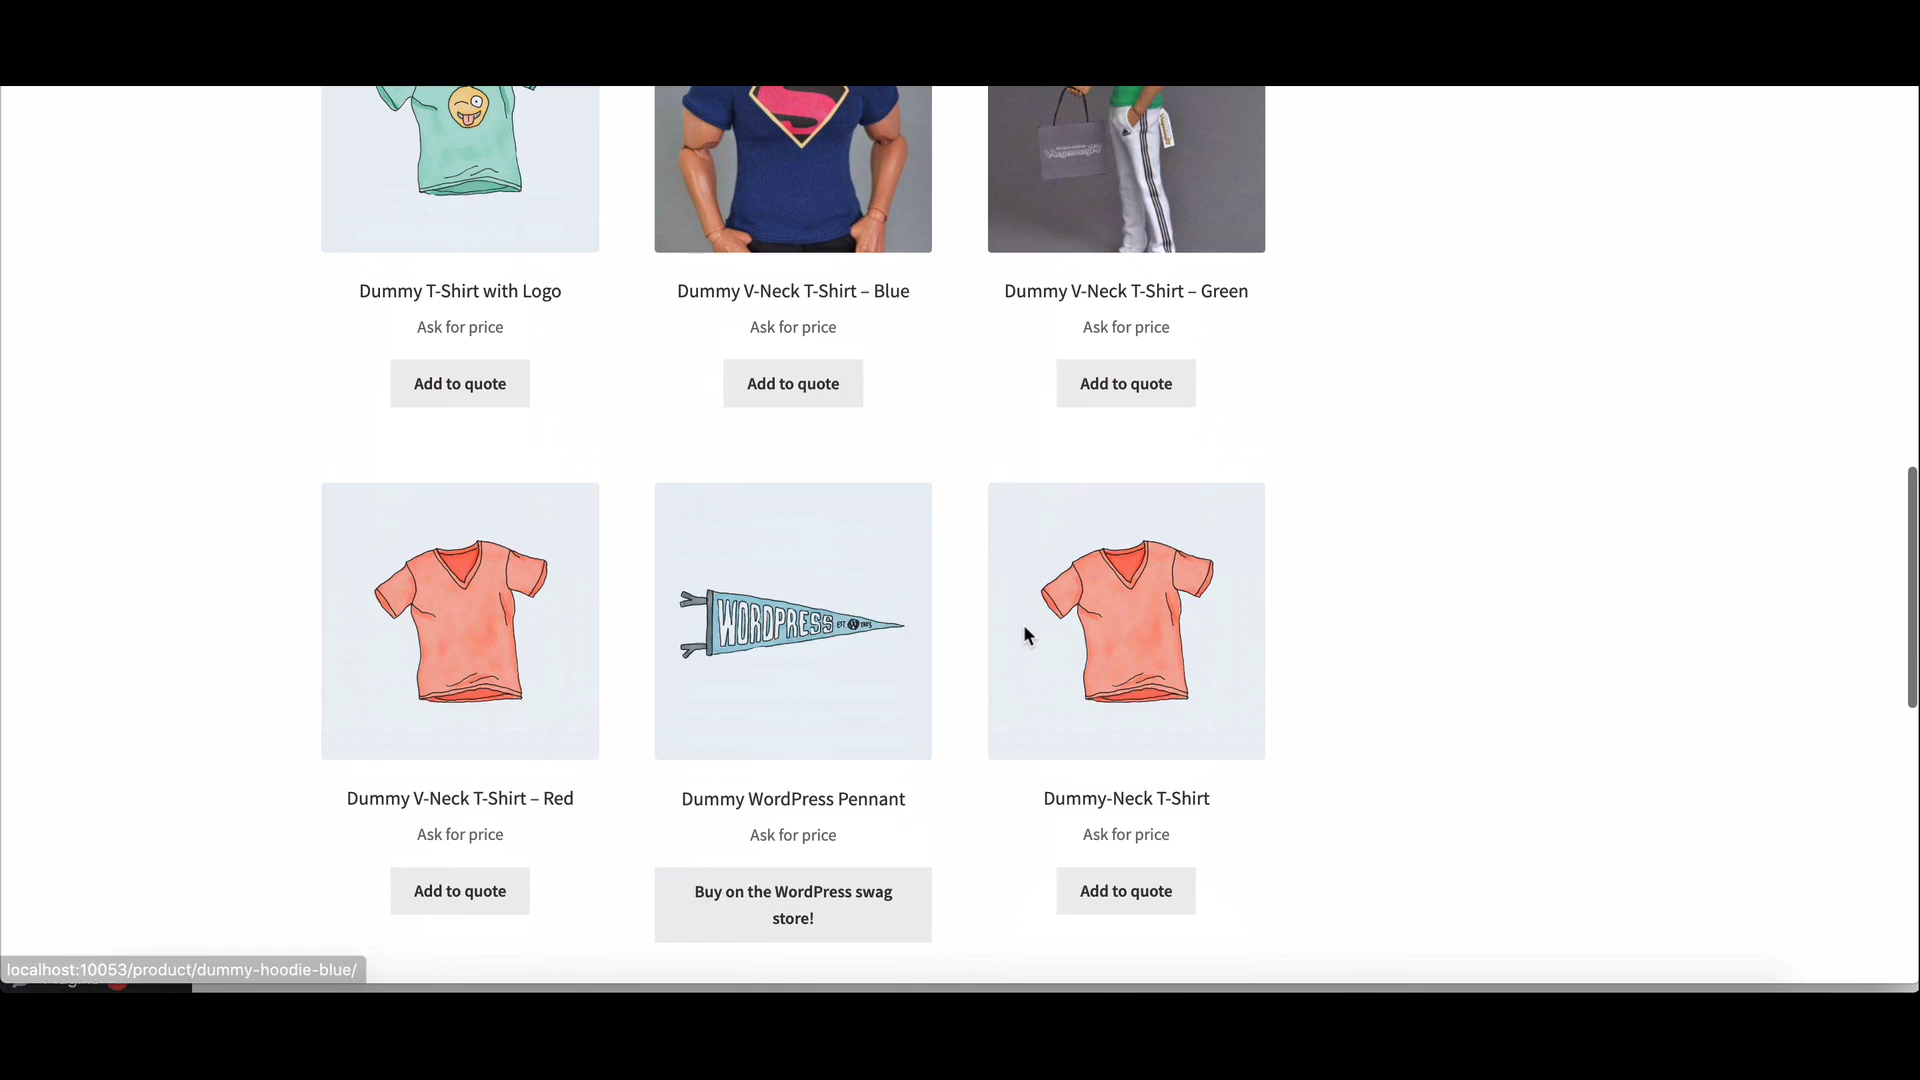 Dummy T-Shirt with Logo
Dummy V-Neck T-Shirt – Blue
Dummy V-Neck T-Shirt – Green
Ask for price
Ask for price
Ask for price
Add to quote
Add to quote
Add to quote
WORDPRESS EST. 2003
Dummy V-Neck T-Shirt – Red
Dummy WordPress Pennant
Dummy-Neck T-Shirt
Ask for price
Ask for price
Ask for price
Add to quote
Buy on the WordPress swag
store!
Add to quote
localhost:10053/product/dummy-hoodie-blue/